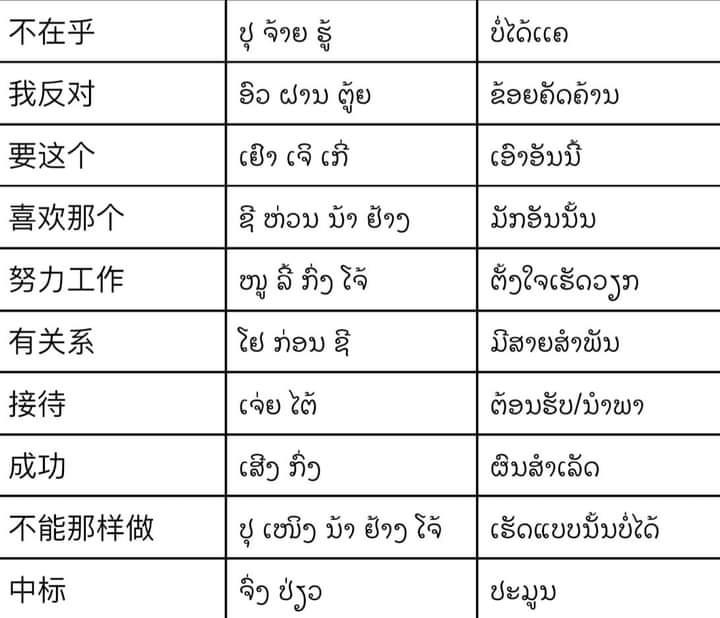 不在乎 ປຸ ຈ້າຍ ຮູ້ ບໍ່ໄດ້ແຄ
我反对 ອົວ ຝານ ຕູ້ຍ ຂ້ອຍຄັດຄ້ານ
要这个 ເຢົາ ເຈິ ເກີ່ ເອົາອັນນີ້
喜欢那个 ຊີ ຫ່ວນ ນ້າ ຢ້າງ ມັກອັນນັ້ນ
努力工作 ໜູ ລີ້ ກົ່ງ ໂຈ້ ຕັ້ງໃຈເຮັດວຽກ
有关系 ໂຢ ກ່ອນ ຊີ ມີສາຍສຳພັນ
接待 ເຈ່ຍ ໄຕ້ ຕ້ອນຮັບ/ນຳພາ
成功 ເສີງ ກົ່ງ ຜົນສຳເລັດ
不能那样做 ປຸ ເໜິງ ນ້າ ຢ້າງ ໂຈ້ ເຮັດແບບນັ້ນບໍ່ໄດ້
中标 ຈົ່ງ ປ່ຽວ ປະມູນ